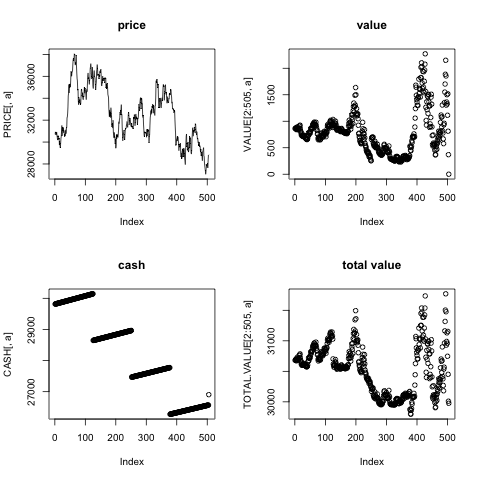 price
PRICE[, a]
28000 32000 36000
0 100 200 300 400 500
Index
value
VALUE[2:505, a]
0 500 1500
0 100 200 300 400 500
Index
cash
CASH[, a]
27000 29000
0 100 200 300 400 500
Index
total value
TOTAL.VALUE[2:505, a]
30000 31000
0 100 200 300 400 500
Index